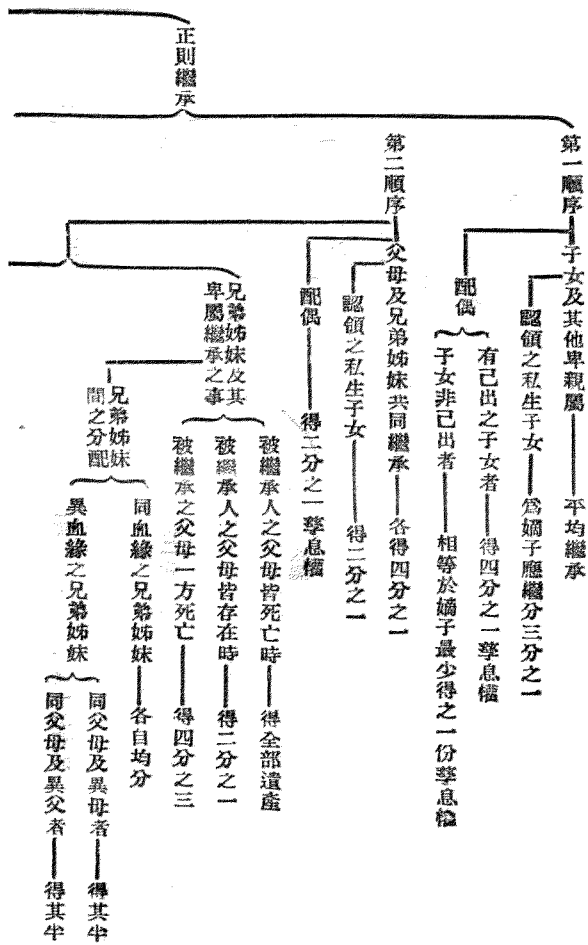 正則繼承
第一順序
子女及其他卑親屬
平均繼承
認領之私生子女
爲嫡子應繼分三分之一
配偶
有己出之子女者
得四分之一孳息權
子女非己出者
相等於嫡子最少得之一份孳息權
第二順序
父母及兄弟姊妹共同繼承
各得四分之一
認領之私生子女
得二分之一
配偶
得二分之一孳息權
兄弟姊妹及其
卑屬繼承之事
被繼承人之父母皆死亡時
得全部遺產
被繼承人之父母皆存在時
得二分之一
被繼承之父母一方死亡
得四分之三
兄弟姊妹
間之分配
同血緣之兄弟姊妹
各自均分
異血緣之兄弟姊妹
同父母及異母者
得其半
同父母及異父者
得其半